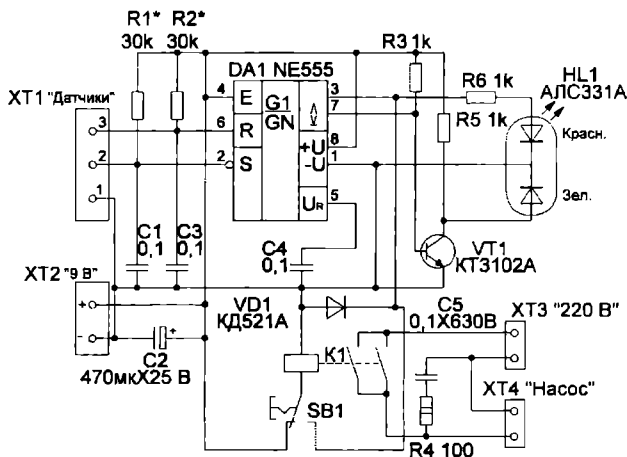 R1* R2*
30k 30k
R3 1k
DA1 NE555
HL1
АЛС331А
R6 1k
R5 1k
XT1 "Датчики"
4 E G1 3
GN 7
3 6 R
+U 8
2 2 S -U 1
1
UR 5
Красн.
Зел.
C1
0,1
C3
0,1
C4
0,1
VT1
КТ3102А
XT2 "9 В"
+
-
+
C2
470мкХ25 В
VD1
КД521А
C5
0,1Х630В
XT3 "220 В"
K1
XT4 "Насос"
SB1
R4 100